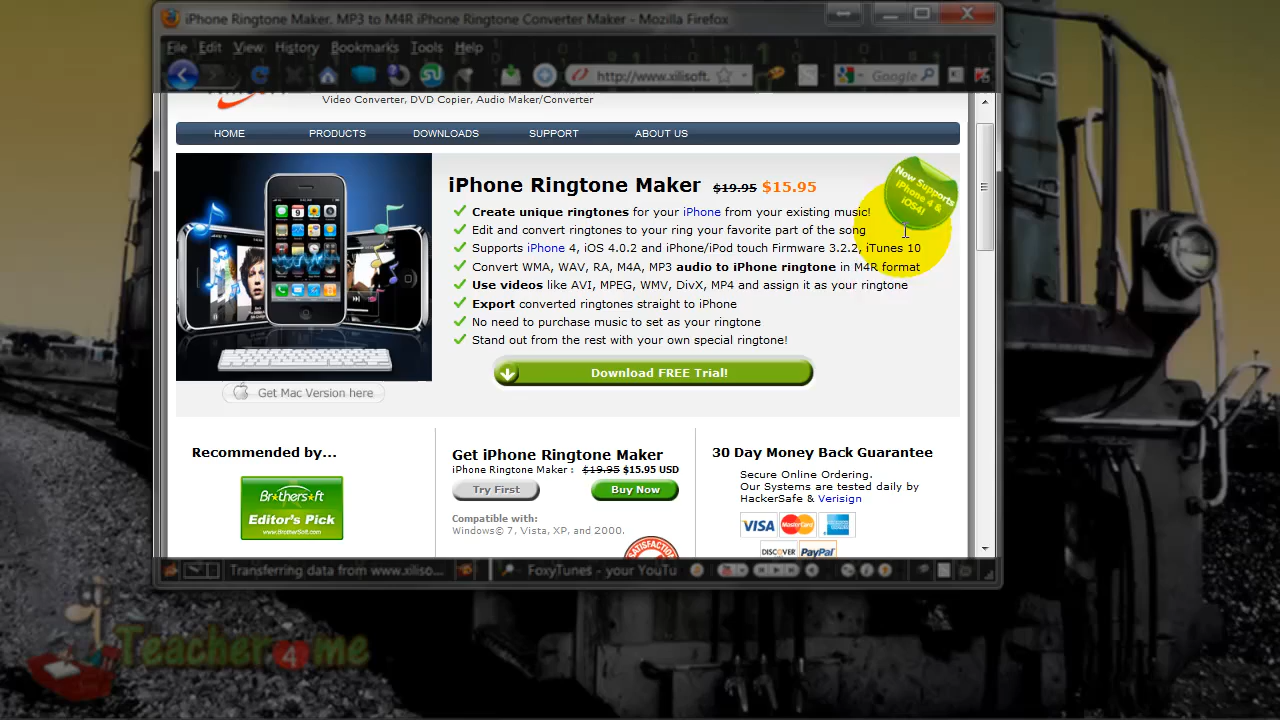 iPhone Ringtone Maker. MP3 to M4R iPhone Ringtone Converter Maker - Mozilla Firefox
File Edit View History Bookmarks Tools Help
http://www.xilisoft. Google
Video Converter, DVD Copier, Audio Maker/Converter
HOME PRODUCTS DOWNLOADS SUPPORT ABOUT US
iPhone Ringtone Maker $19.95 $15.95
Now Supports
iPhone 4 &
iOS4!
Create unique ringtones for your iPhone from your existing music!
Edit and convert ringtones to your ring your favorite part of the song
Supports iPhone 4, iOS 4.0.2 and iPhone/iPod touch Firmware 3.2.2, iTunes 10
Convert WMA, WAV, RA, M4A, MP3 audio to iPhone ringtone in M4R format
Use videos like AVI, MPEG, WMV, DivX, MP4 and assign it as your ringtone
Export converted ringtones straight to iPhone
No need to purchase music to set as your ringtone
Stand out from the rest with your own special ringtone!
Download FREE Trial!
Get Mac Version here
Recommended by...
Brothersoft
Editor's Pick
www.BrotherSoft.com
Get iPhone Ringtone Maker
iPhone Ringtone Maker : $19.95 $15.95 USD
Try First Buy Now
Compatible with:
Windows© 7, Vista, XP, and 2000.
SATISFACTION
30 Day Money Back Guarantee
Secure Online Ordering.
Our Systems are tested daily by
HackerSafe & Verisign
VISA MasterCard
DISCOVER PayPal
Transferring data from www.xiliso... FoxyTunes - your YouTu
Teacher4me